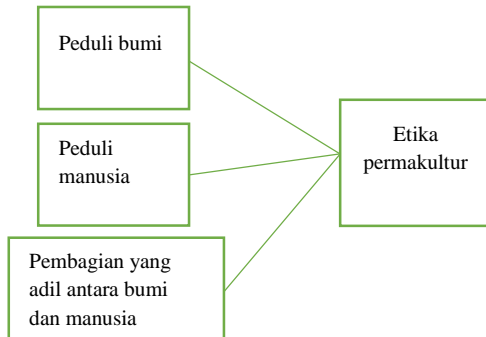 Peduli bumi
Peduli
manusia
Pembagian yang
adil antara bumi
dan manusia
Etika
permakultur